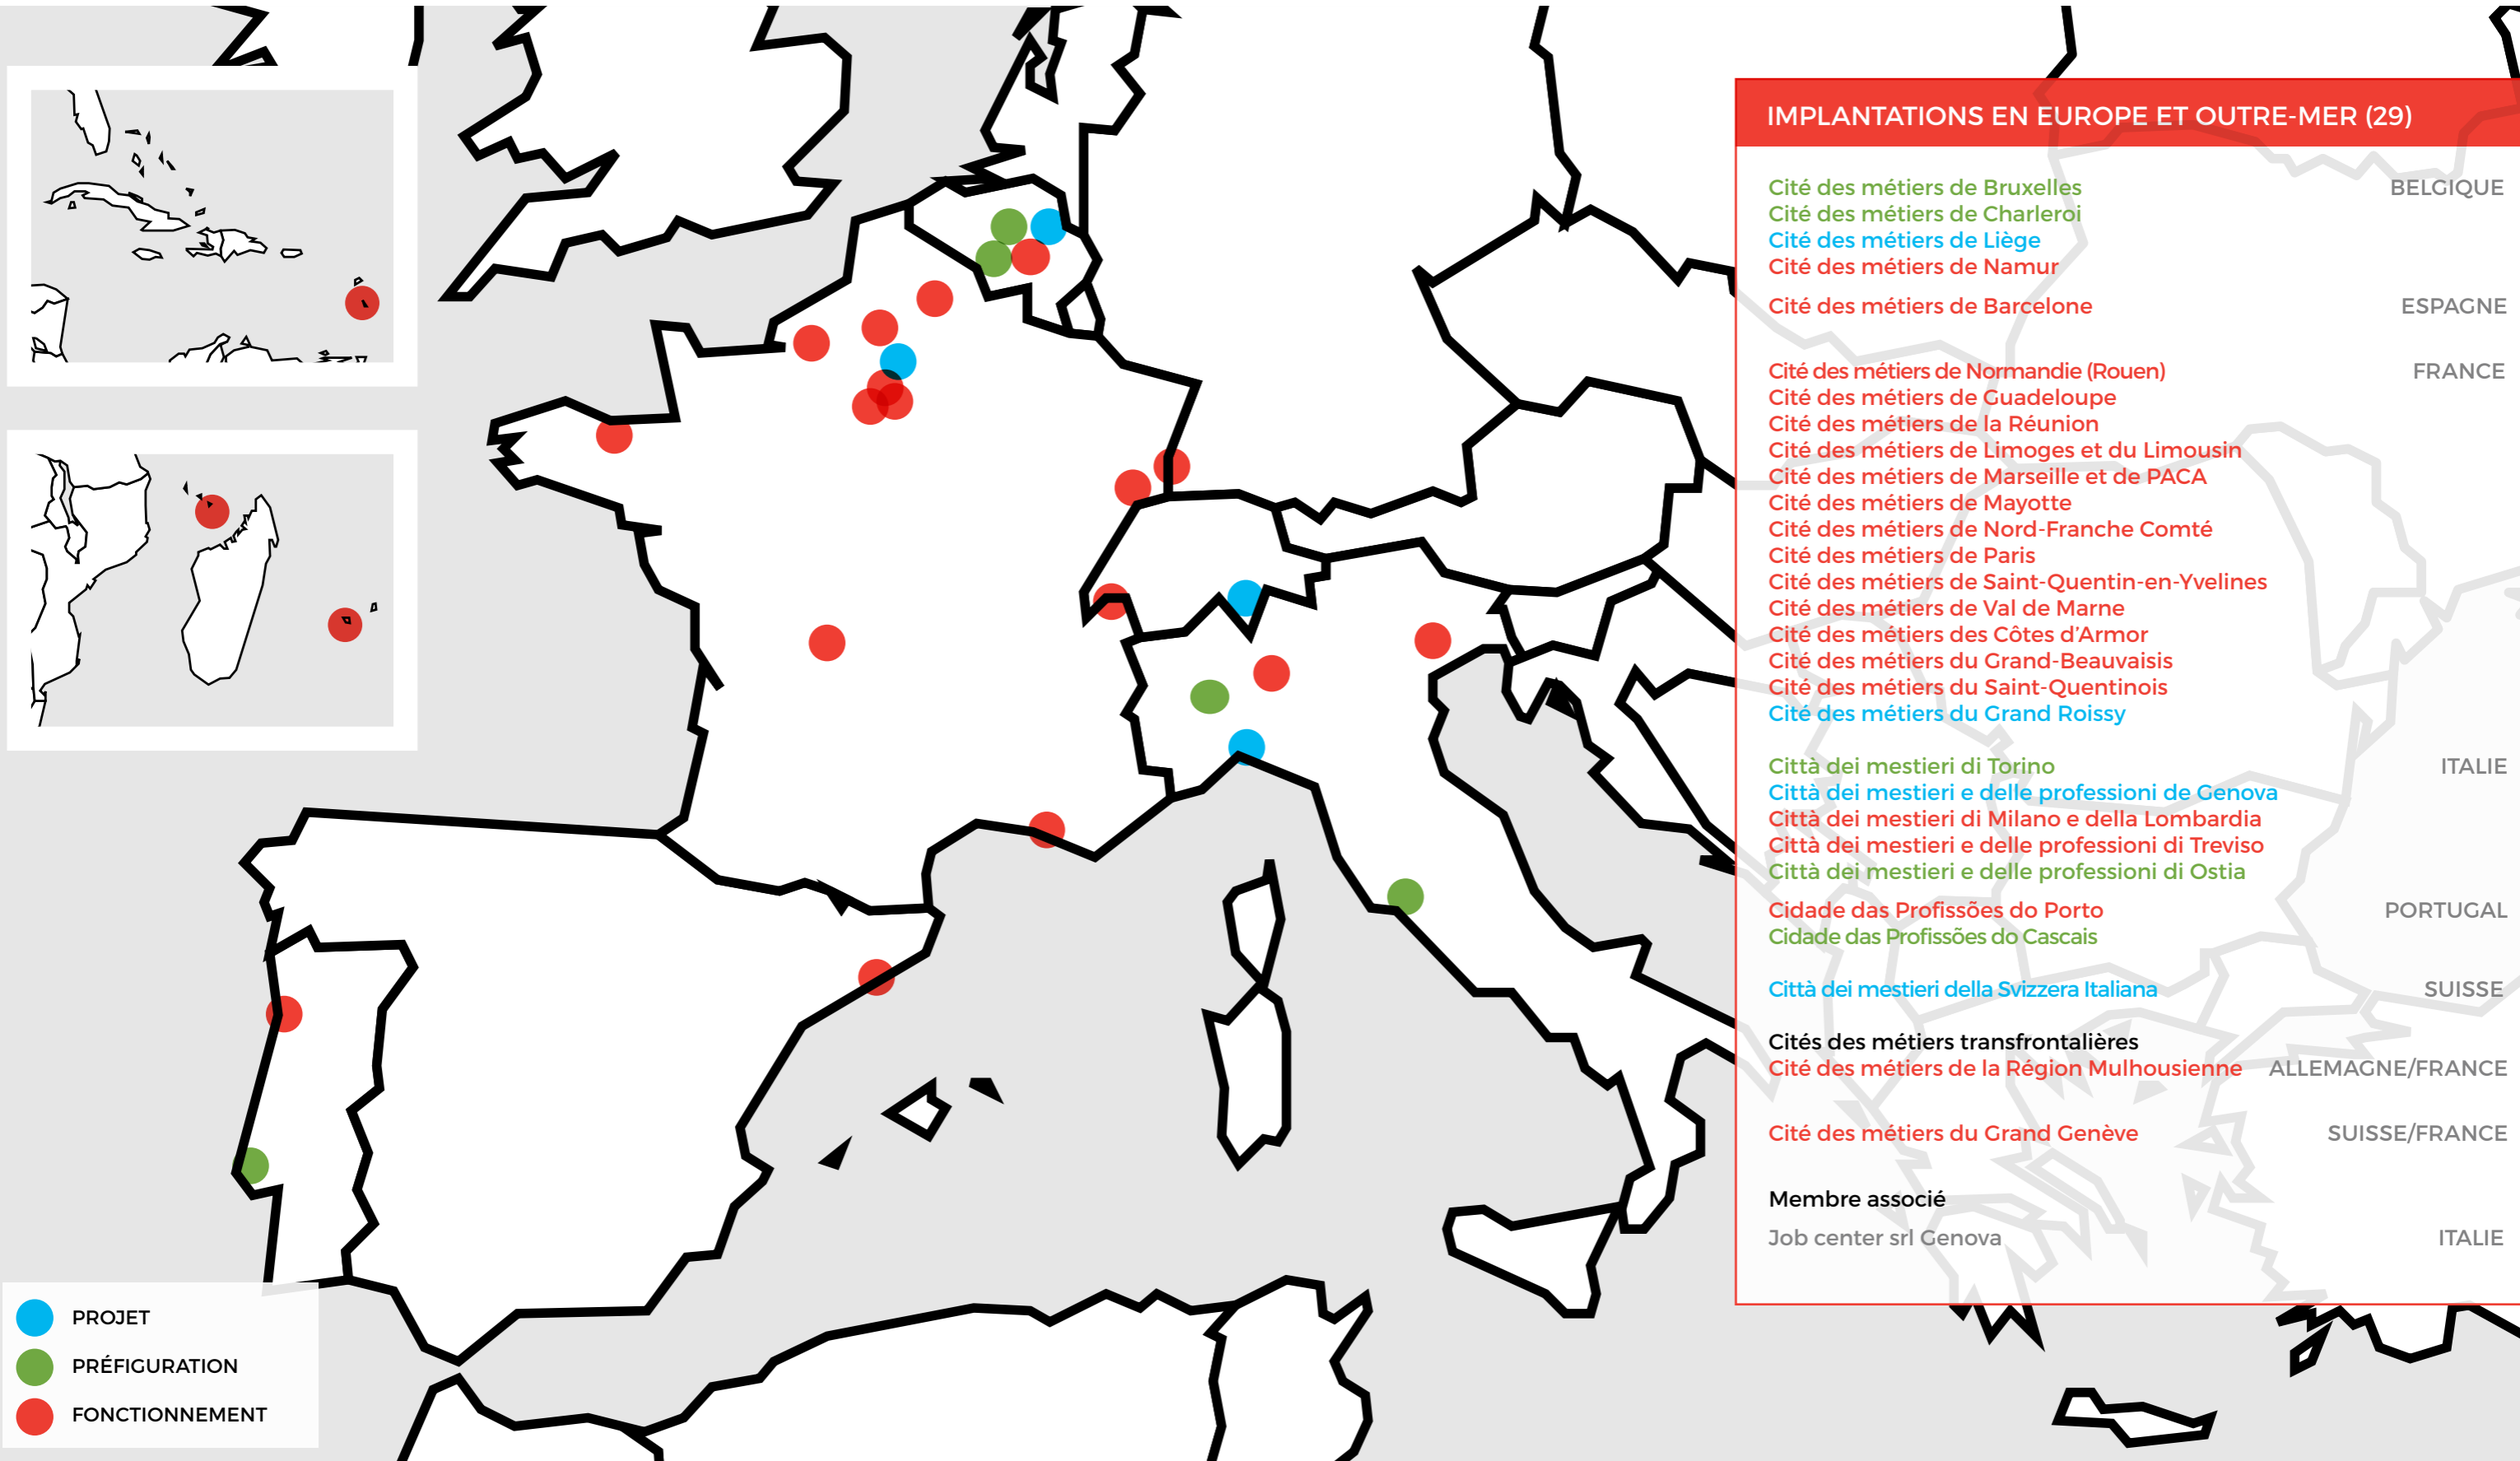 IMPLANTATIONS EN EUROPE ET OUTRE-MER (29)
Cité des métiers de Bruxelles BELGIQUE
Cité des métiers de Charleroi
Cité des métiers de Liège
Cité des métiers de Namur
Cité des métiers de Barcelone ESPAGNE
Cité des métiers de Normandie (Rouen) FRANCE
Cité des métiers de Guadeloupe
Cité des métiers de la Réunion
Cité des métiers de Limoges et du Limousin
Cité des métiers de Marseille et de PACA
Cité des métiers de Mayotte
Cité des métiers de Nord-Franche Comté
Cité des métiers de Paris
Cité des métiers de Saint-Quentin-en-Yvelines
Cité des métiers de Val de Marne
Cité des métiers des Côtes d'Armor
Cité des métiers du Grand-Beauvaisis
Cité des métiers du Saint-Quentinois
Cité des métiers du Grand Roissy
Città dei mestieri di Torino ITALIE
Città dei mestieri e delle professioni de Genova
Città dei mestieri di Milano e della Lombardia
Città dei mestieri e delle professioni di Treviso
Città dei mestieri e delle professioni di Ostia
Cidade das Profissões do Porto PORTUGAL
Cidade das Profissões do Cascais
Città dei mestieri della Svizzera Italiana SUISSE
Cités des métiers transfrontalières
Cité des métiers de la Région Mulhousienne ALLEMAGNE/FRANCE
Cité des métiers du Grand Genève SUISSE/FRANCE
Membre associé
Job center srl Genova ITALIE
PROJET
PRÉFIGURATION
FONCTIONNEMENT